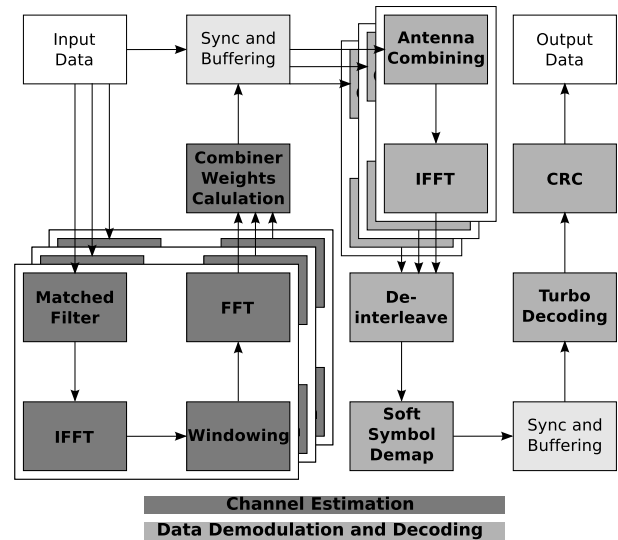 Input
Data
Sync and
Buffering
Antenna
Combining
Output
Data
Combiner
Weights
Calulation
IFFT
CRC
Matched
Filter
FFT
De-
interleave
Turbo
Decoding
IFFT
Windowing
Soft
Symbol
Demap
Sync and
Buffering
Channel Estimation
Data Demodulation and Decoding